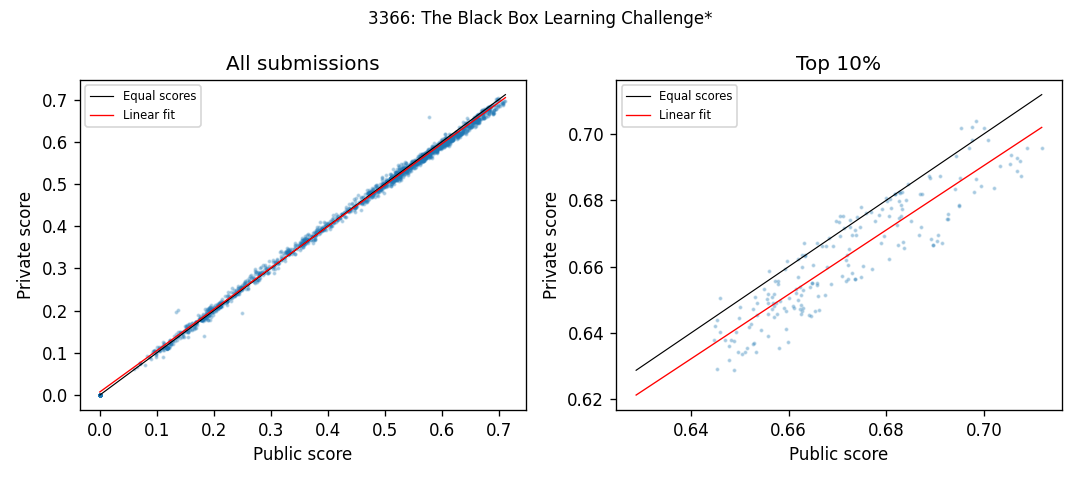 3366: The Black Box Learning Challenge*
All submissions
Equal scores
Linear fit
Private score
0.7
0.6
0.5
0.4
0.3
0.2
0.1
0.0
0.0 0.1 0.2 0.3 0.4 0.5 0.6 0.7
Public score
Top 10%
Equal scores
Linear fit
Private score
0.70
0.68
0.66
0.64
0.62
0.64 0.66 0.68 0.70
Public score